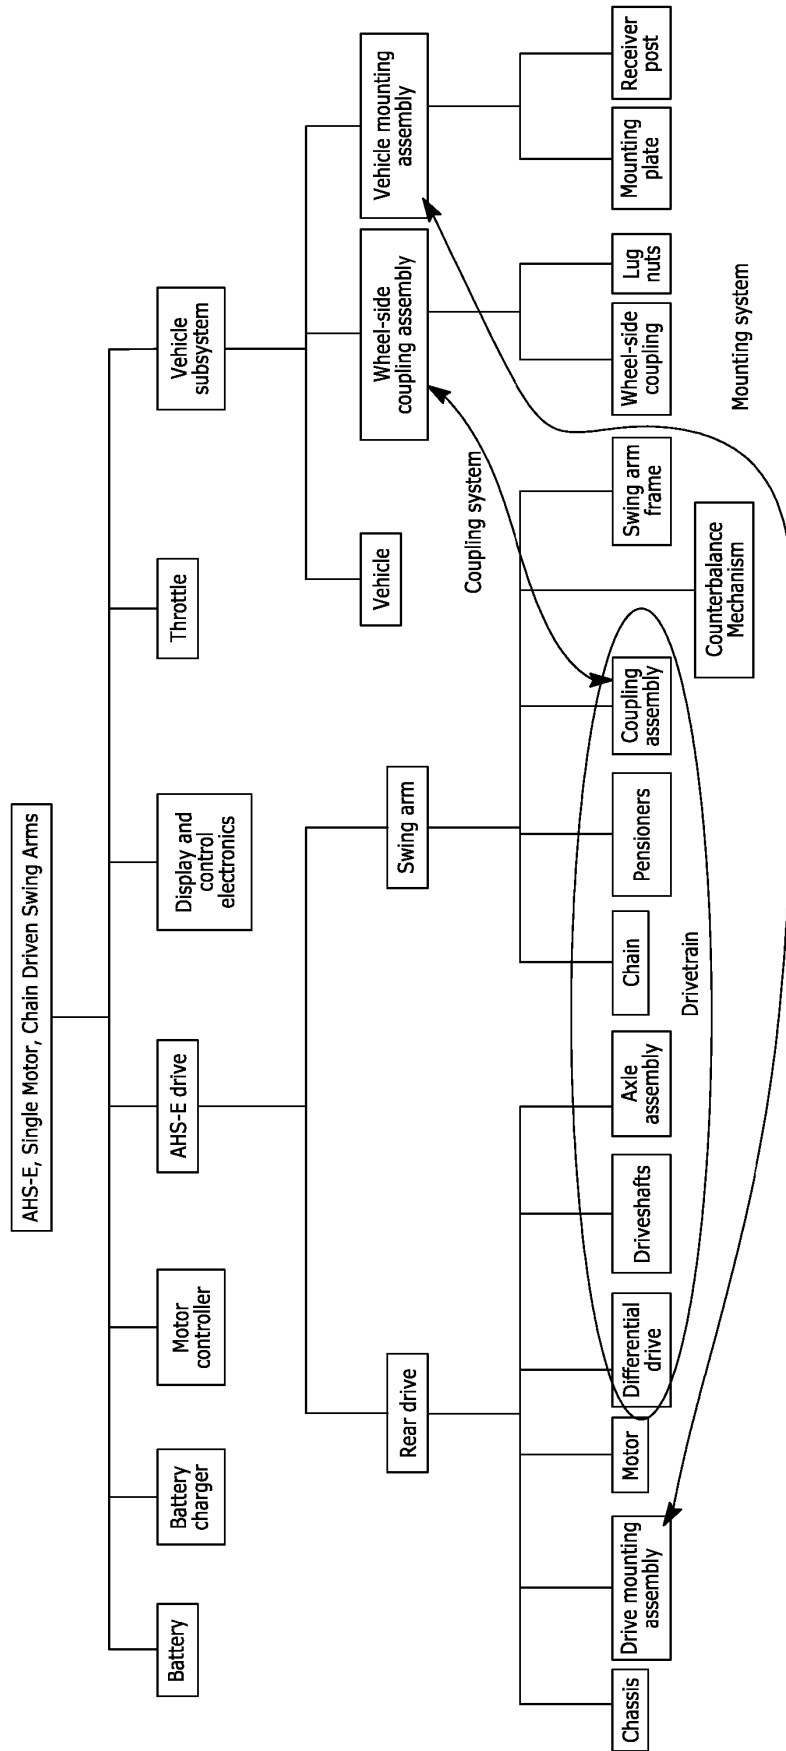 AHS-E, Single Motor, Chain Driven Swing Arms
Battery
Battery
charger
Motor
controller
AHS-E drive
Display and
control
electronics
Throttle
Vehicle
subsystem
Rear drive
Swing arm
Vehicle
Wheel-side
coupling assembly
Vehicle mounting
assembly
Coupling system
Chassis
Drive mounting
assembly
Motor
Differential
drive
Driveshafts
Axle
assembly
Chain
Pensioners
Coupling
assembly
Counterbalance
Mechanism
Swing arm
frame
Wheel-side
coupling
Lug
nuts
Mounting
plate
Receiver
post
Drivetrain
Mounting system